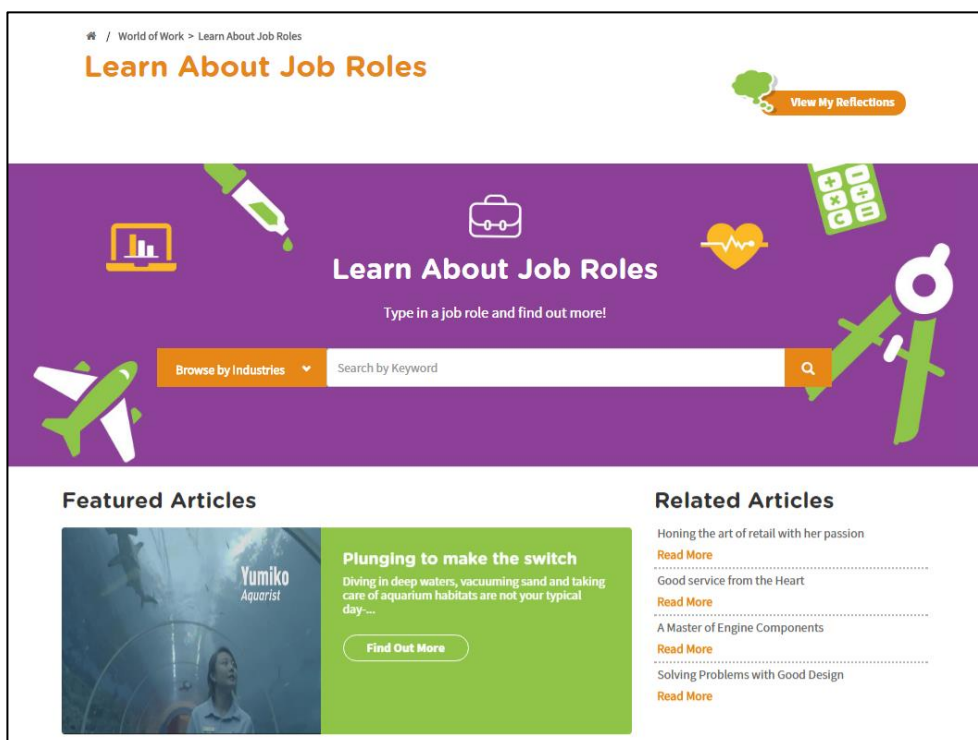 / World of Work > Learn About Job Roles
Learn About Job Roles
View My Reflections
Learn About Job Roles
Type in a job role and find out more!
Browse by Industries
Search by Keyword
Featured Articles
Yumiko
Aquarist
Plunging to make the switch
Diving in deep waters, vacuuming sand and taking
care of aquarium habitats are not your typical
day-...
Find Out More
Related Articles
Honing the art of retail with her passion
Read More
Good service from the Heart
Read More
A Master of Engine Components
Read More
Solving Problems with Good Design
Read More